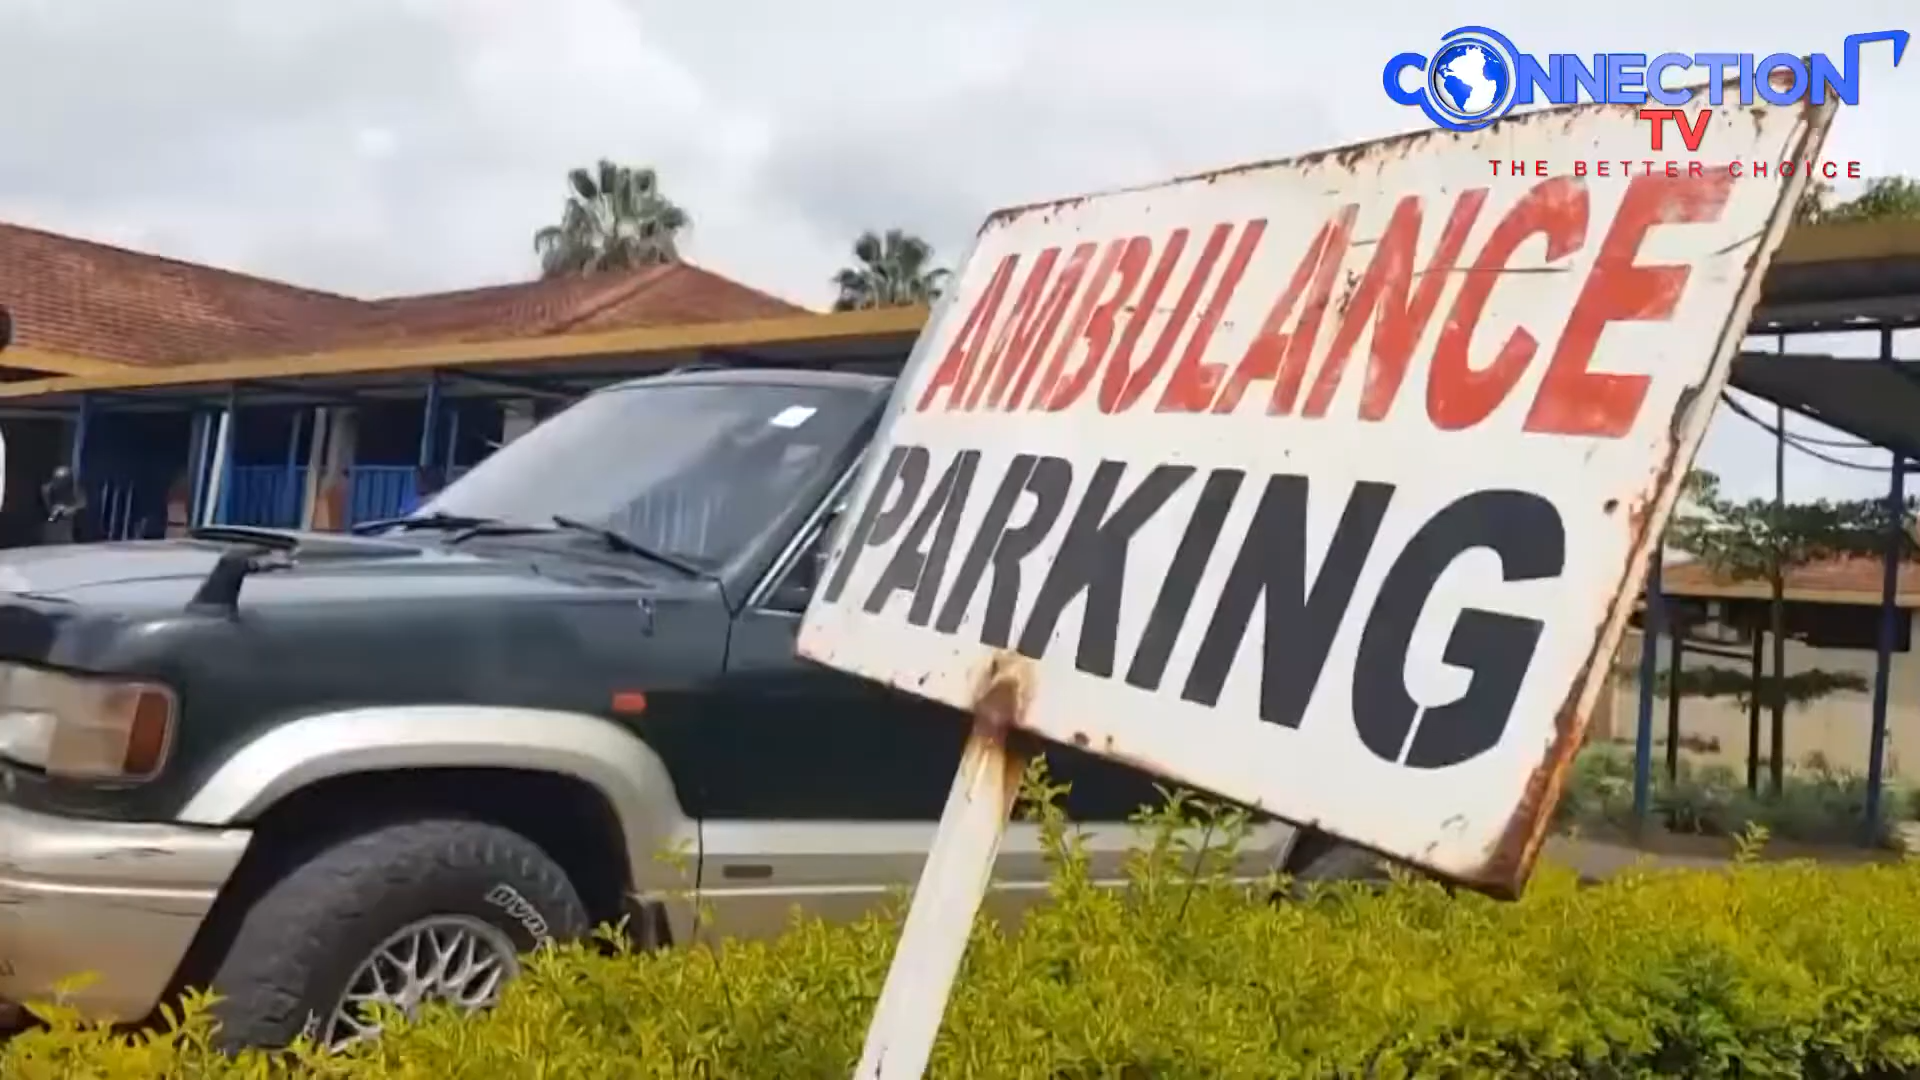 CONNECTION
TV
THE BETTER CHOICE
AMBULANCE
PARKING